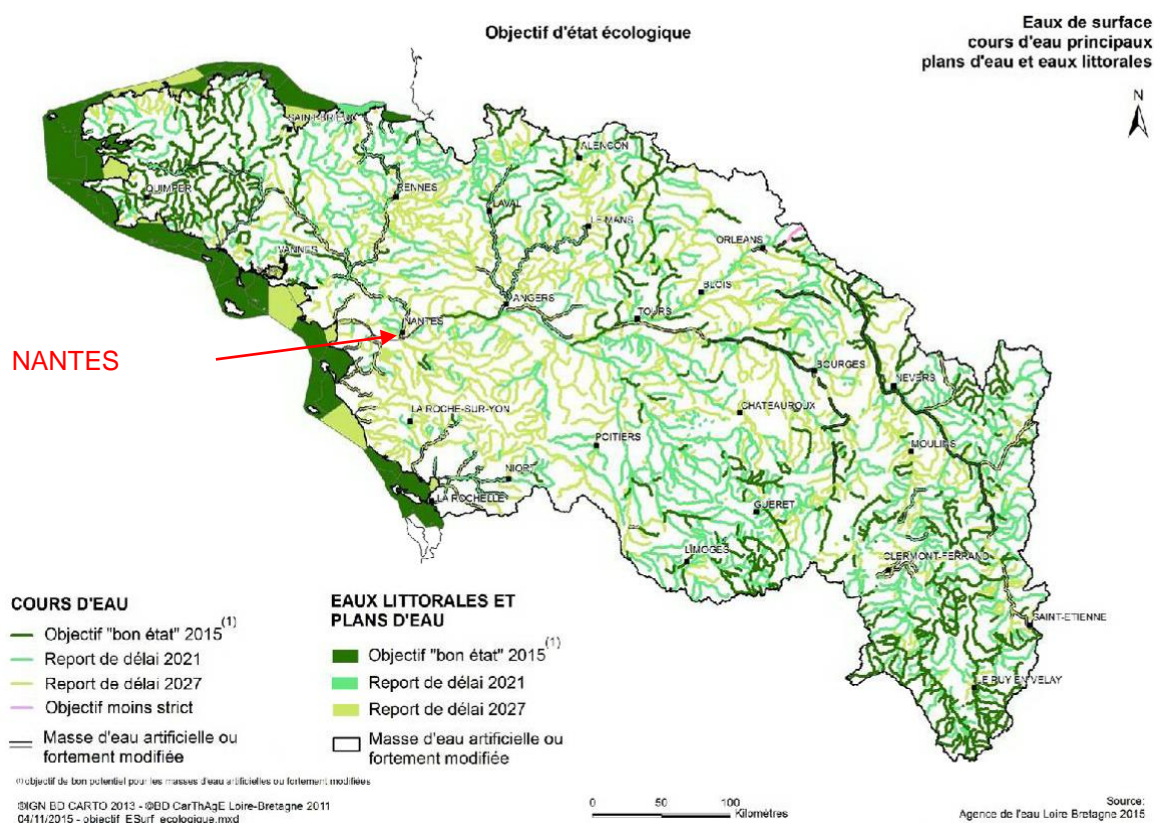 Objectif d'état écologique
Eaux de surface
cours d'eau principaux
plans d'eau et eaux littorales
N
SAINT-BRIEUC
ALENCON
QUIMPER
RENNES
LAVAL
LE MANS
ORLEANS
VANNES
BLOIS
ANGERS
TOURS
NANTES
NANTES
BOURGES
NEVERS
LA ROCHE-SUR-YON
CHATEAUROUX
POITIERS
MOULINS
NIORT
LA ROCHELLE
GUERET
LIMOGES
CLERMONT-FERRAND
SAINT-ETIENNE
LE PUY EN VELAY
COURS D'EAU
Objectif "bon état" 2015(1)
Report de délai 2021
Report de délai 2027
Objectif moins strict
Masse d'eau artificielle ou
fortement modifiée
EAUX LITTORALES ET
PLANS D'EAU
Objectif "bon état" 2015(1)
Report de délai 2021
Report de délai 2027
Masse d'eau artificielle ou
fortement modifiée
(1) objectif de bon potentiel pour les masses d'eau artificielles ou fortement modifiées
©IGN BD CARTO 2013 - ©BD CarThAgE Loire-Bretagne 2011
04/11/2015 - objectif_ESurf_ecologique.mxd
0 50 100
Kilomètres
Source:
Agence de l'eau Loire Bretagne 2015